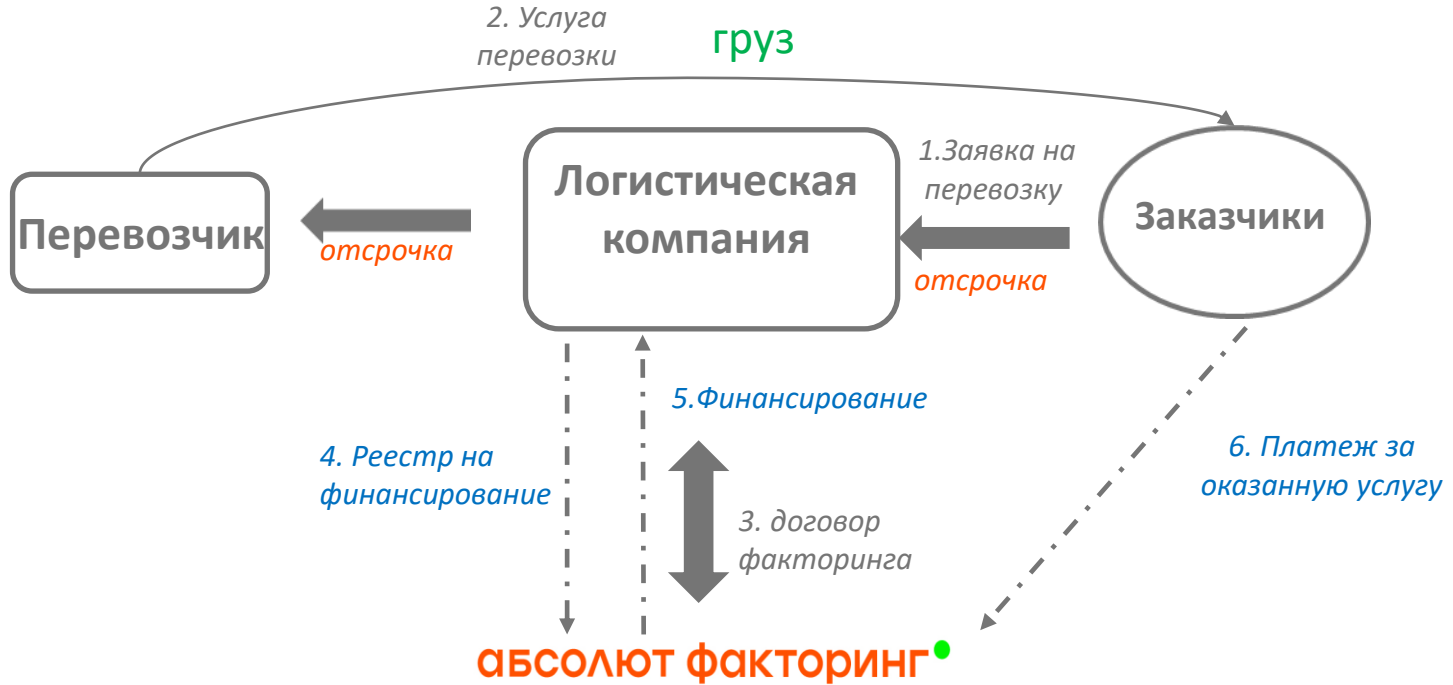 2. Услуга
перевозки
груз
1.Заявка на
перевозку
Логистическая
компания
Заказчики
Перевозчик
отсрочка
отсрочка
5.Финансирование
4. Реестр на
финансирование
6. Платеж за
оказанную услугу
3. договор
факторинга
абсолют факторинг